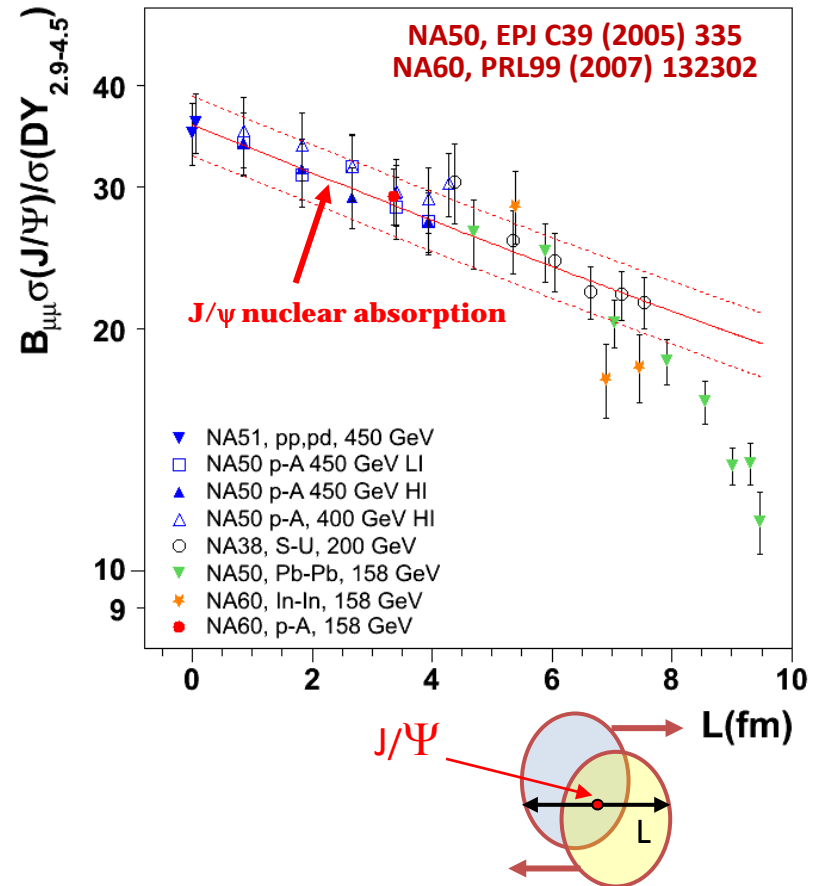 NA50, EPJ C39 (2005) 335
NA60, PRL99 (2007) 132302
B_μμ σ(J/Ψ)/σ(DY_2.9-4.5)
40
30
20
10
9
J/ψ nuclear absorption
NA51, pp,pd, 450 GeV
NA50 p-A 450 GeV LI
NA50 p-A 450 GeV HI
NA50 p-A, 400 GeV HI
NA38, S-U, 200 GeV
NA50, Pb-Pb, 158 GeV
NA60, In-In, 158 GeV
NA60, p-A, 158 GeV
0 2 4 6 8 10
L(fm)
J/Ψ
L